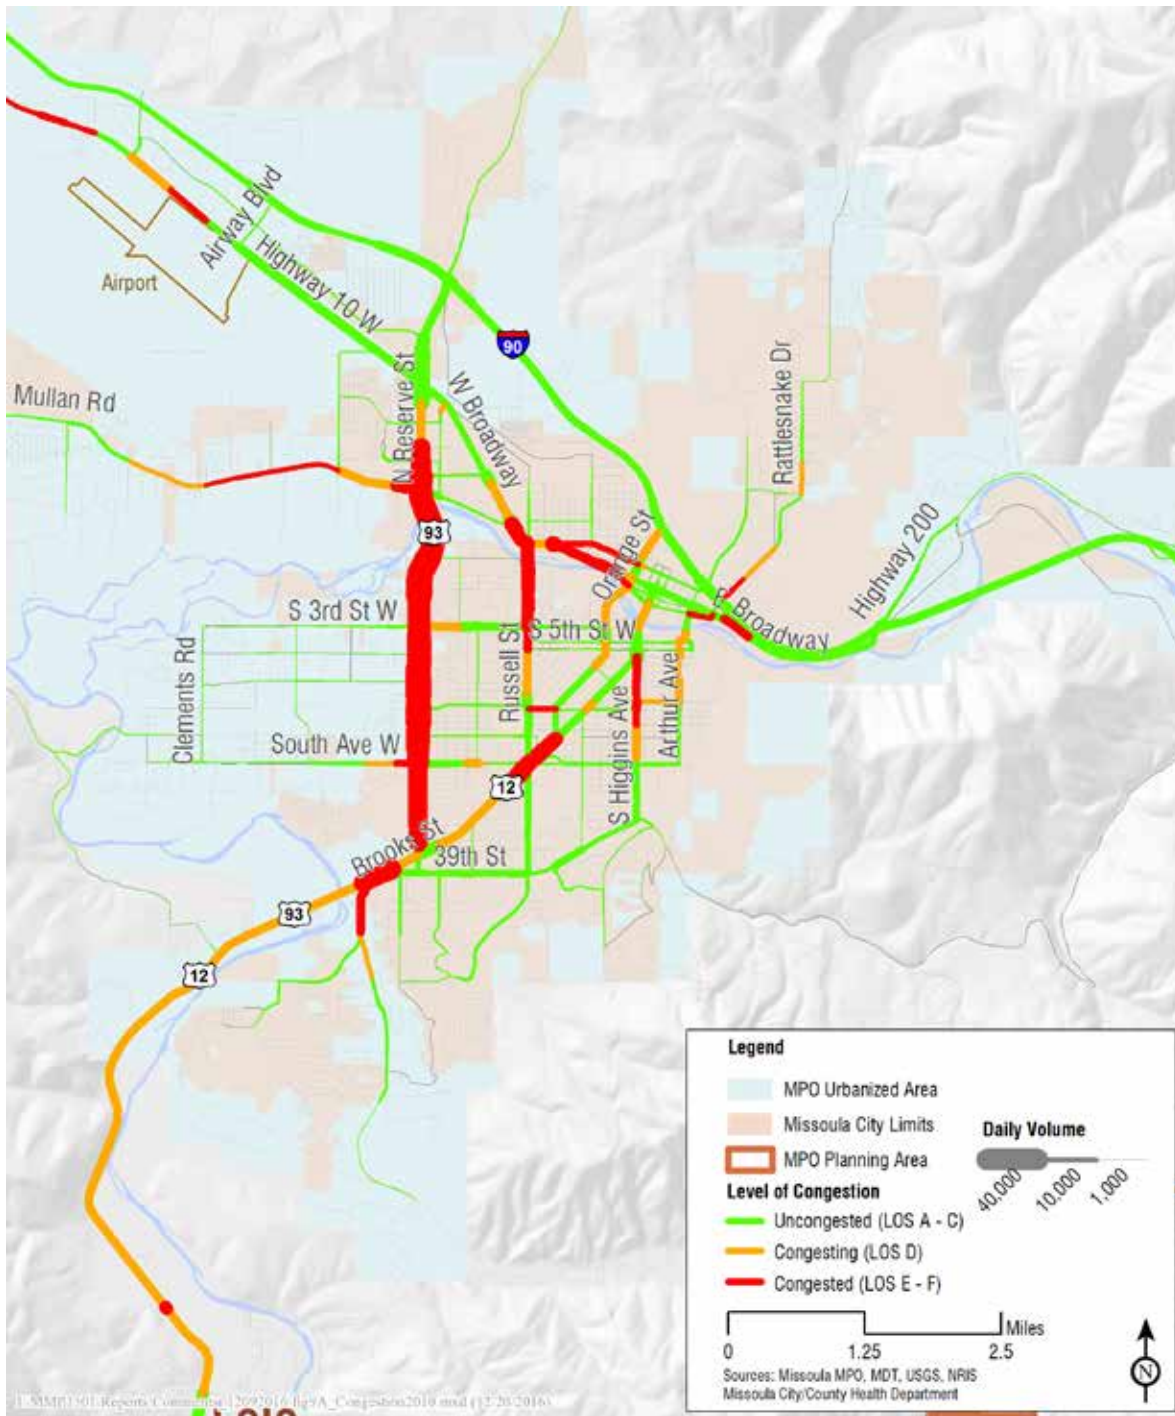 Airway Blvd
Highway 10 W
Airport
90
Mullan Rd
N Reserve St
W Broadway
Rattlesnake Dr
93
Orange St
Highway 200
E Broadway
S 3rd St W
S 5th St W
Clements Rd
Russell St
Arthur Ave
South Ave W
S Higgins Ave
12
Brooks St
39th St
93
12
Legend
MPO Urbanized Area
Missoula City Limits
MPO Planning Area
Daily Volume
40,000
10,000
1,000
Level of Congestion
Uncongested (LOS A - C)
Congesting (LOS D)
Congested (LOS E - F)
0
1.25
2.5
Miles
Sources: Missoula MPO, MDT, USGS, NRIS
Missoula City/County Health Department
N